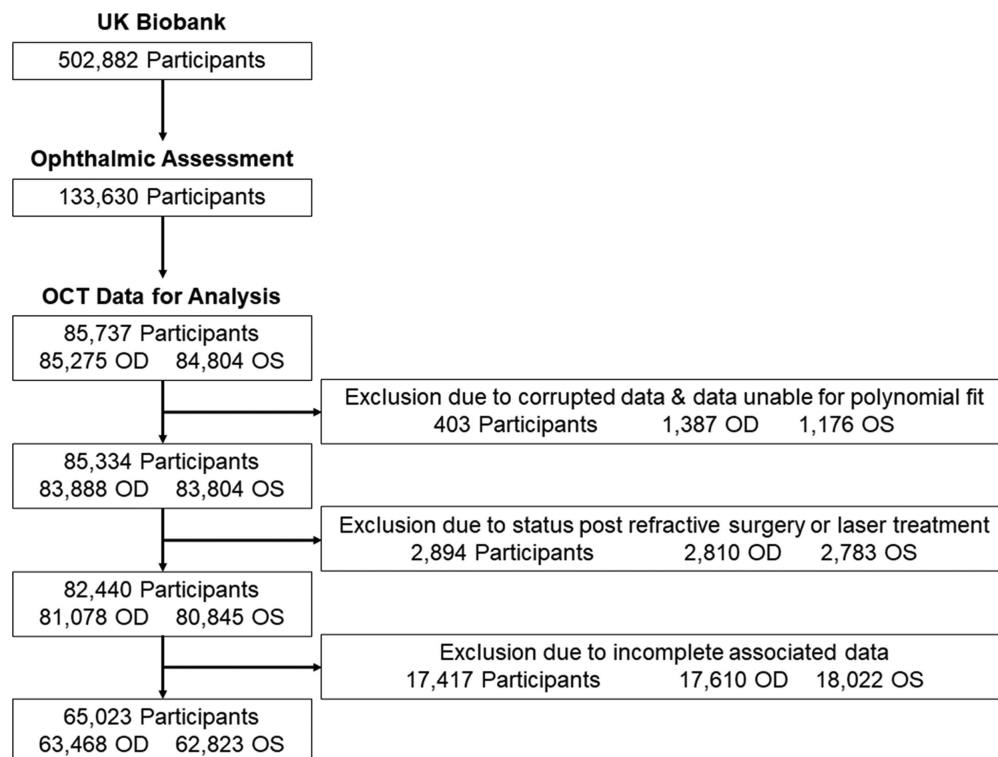 UK Biobank
502,882 Participants
Ophthalmic Assessment
133,630 Participants
OCT Data for Analysis
85,737 Participants
85,275 OD 84,804 OS
Exclusion due to corrupted data & data unable for polynomial fit
403 Participants 1,387 OD 1,176 OS
85,334 Participants
83,888 OD 83,804 OS
Exclusion due to status post refractive surgery or laser treatment
2,894 Participants 2,810 OD 2,783 OS
82,440 Participants
81,078 OD 80,845 OS
Exclusion due to incomplete associated data
17,417 Participants 17,610 OD 18,022 OS
65,023 Participants
63,468 OD 62,823 OS